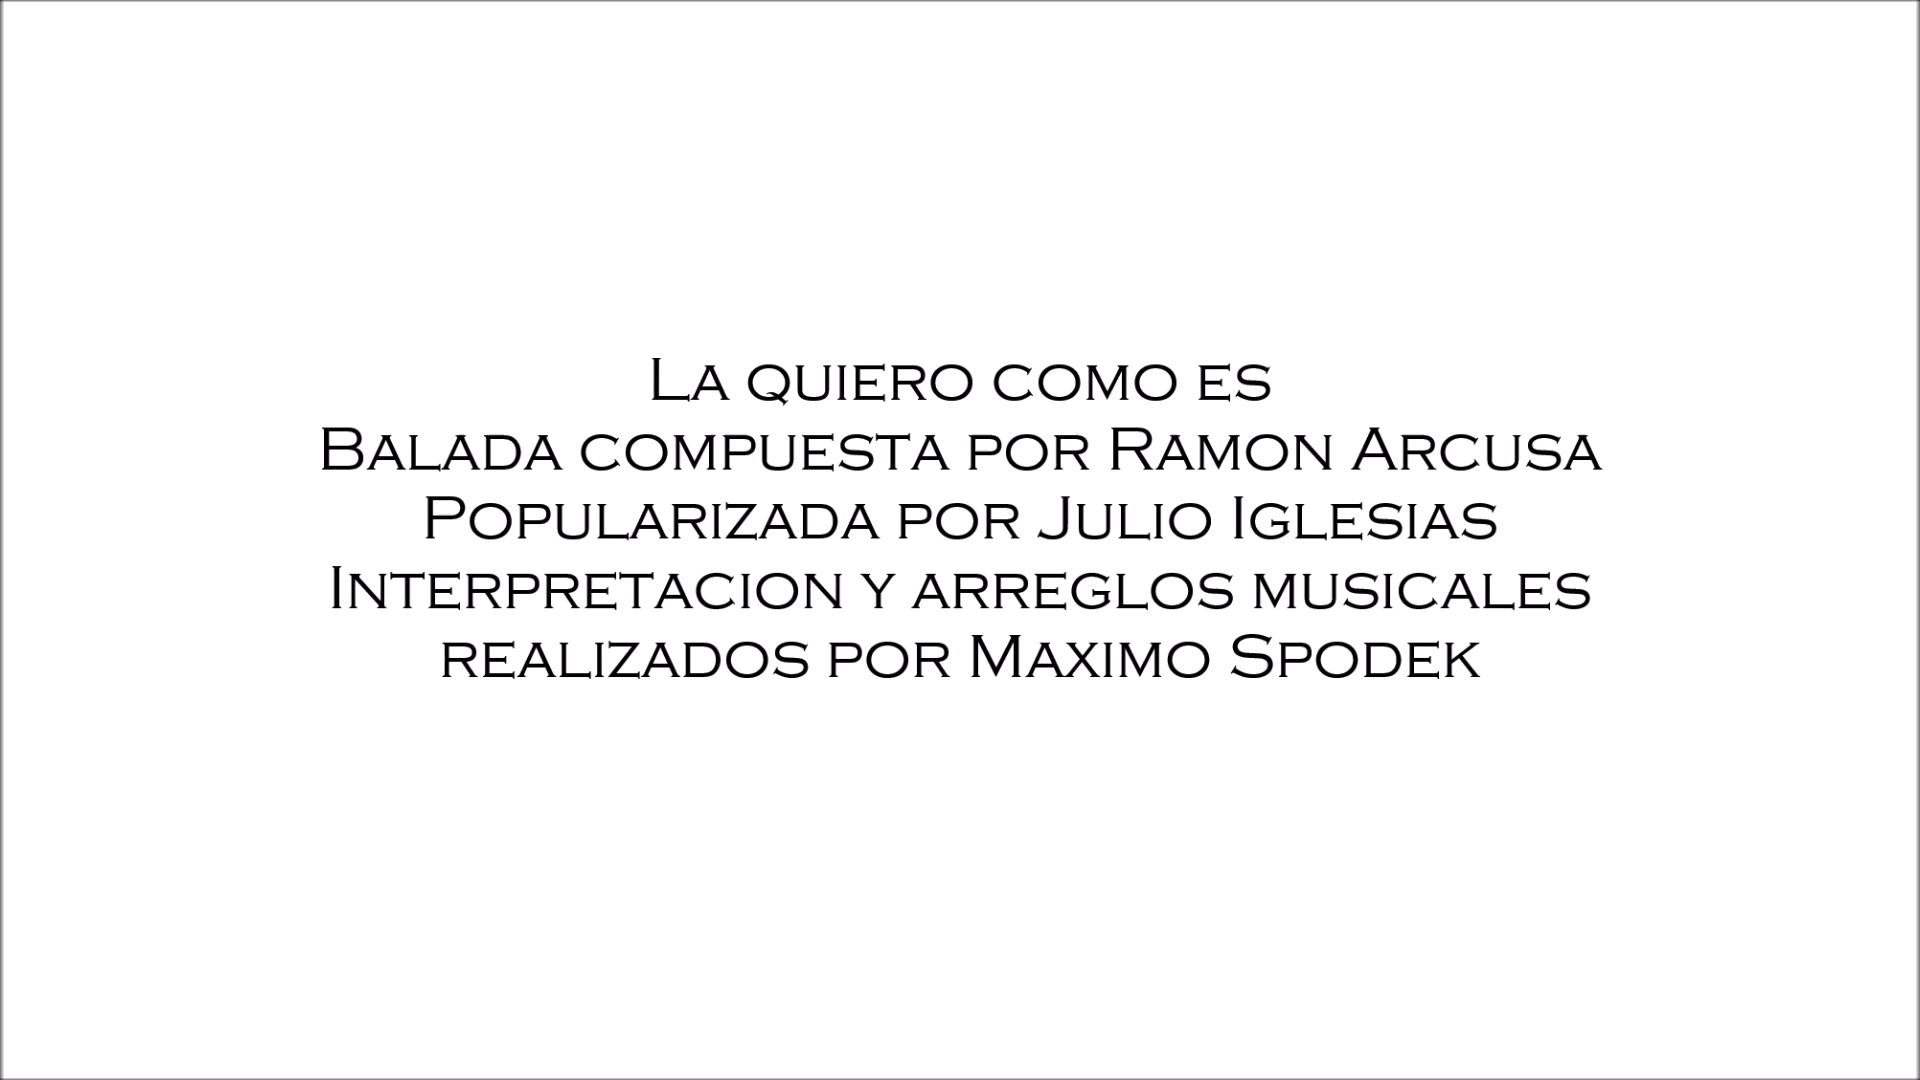 La quiero como es
Balada compuesta por Ramon Arcusa
Popularizada por Julio Iglesias
Interpretacion y arreglos musicales
realizados por Maximo Spodek